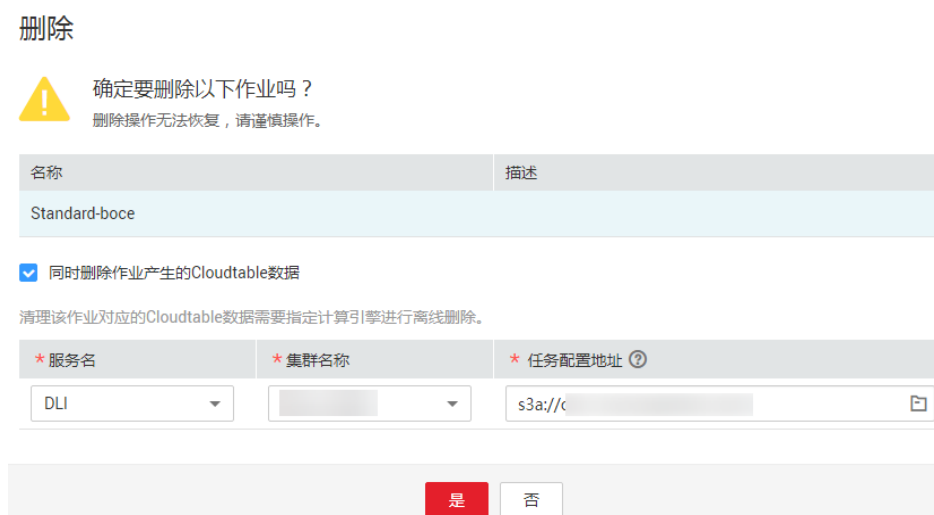 删除
确定要删除以下作业吗？
删除操作无法恢复，请谨慎操作。
名称 描述
Standard-boce
同时删除作业产生的Cloudtable数据
清理该作业对应的Cloudtable数据需要指定计算引擎进行离线删除。
*服务名 *集群名称 * 任务配置地址 ?
DLI s3a://
是 否